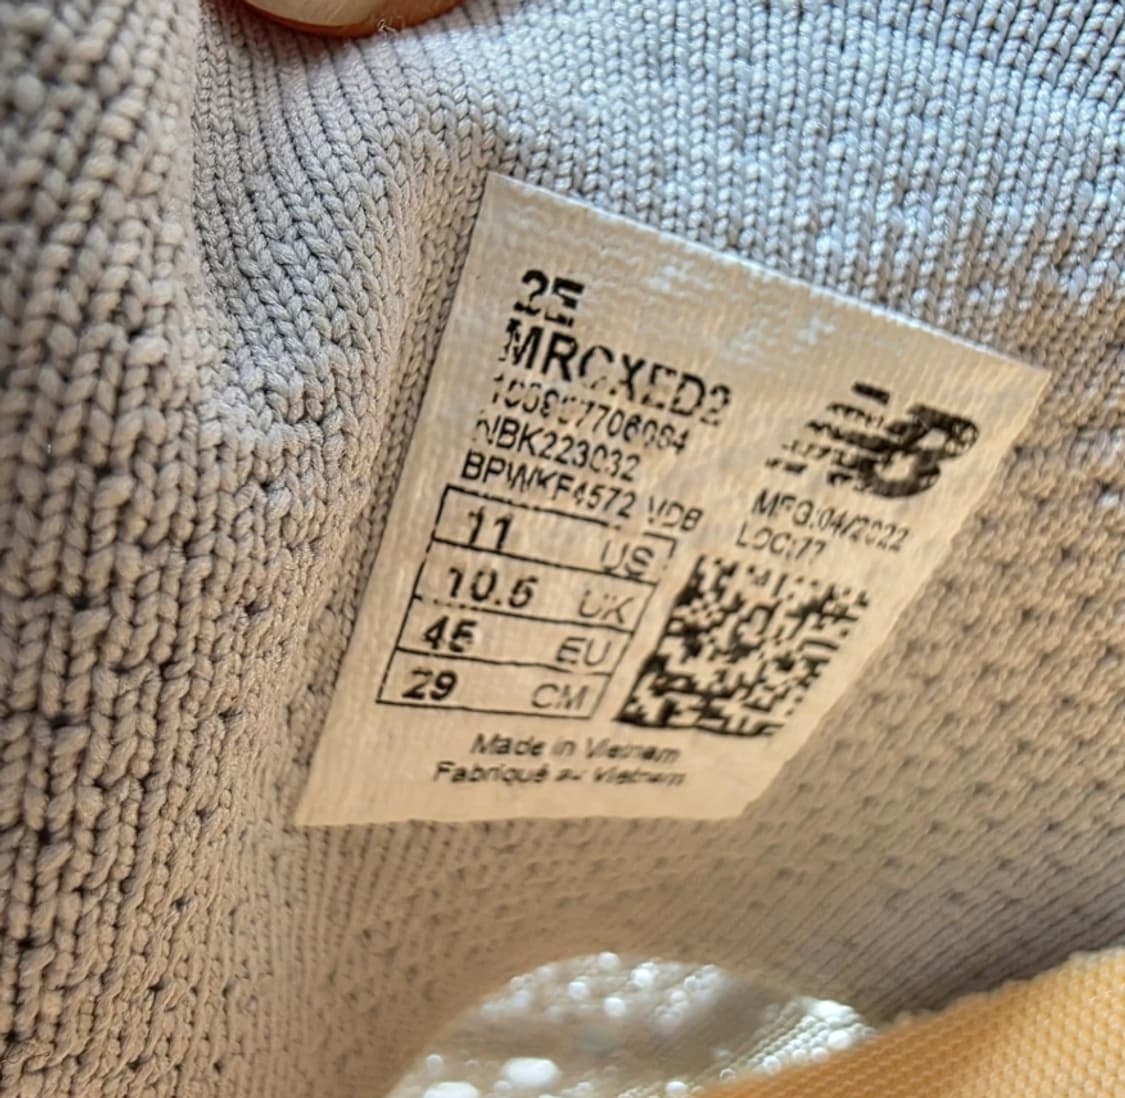 2E
MRCXED2
NBK223032
BPWKF4572 VDB
NB
MFG:04/2022
LOC:77
11 US
10.5 UK
45 EU
29 CM
Made in Vietnam
Fabriqué au Vietnam